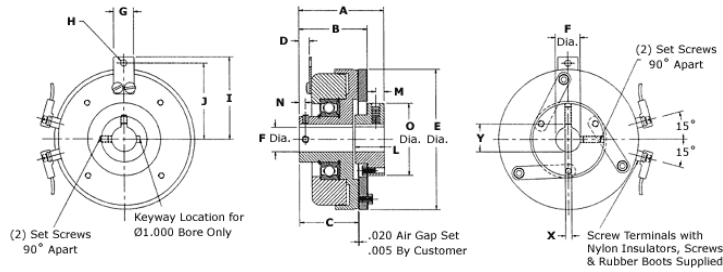 G
H
I
J
(2) Set Screws
90° Apart
Keyway Location for
Ø1.000 Bore Only
A
B
D
N
M
F Dia.
O
Dia.
E
Dia.
L
C
.020 Air Gap Set
.005 By Customer
F
Dia.
(2) Set Screws
90° Apart
Y
15°
15°
X
Screw Terminals with
Nylon Insulators, Screws
& Rubber Boots Supplied